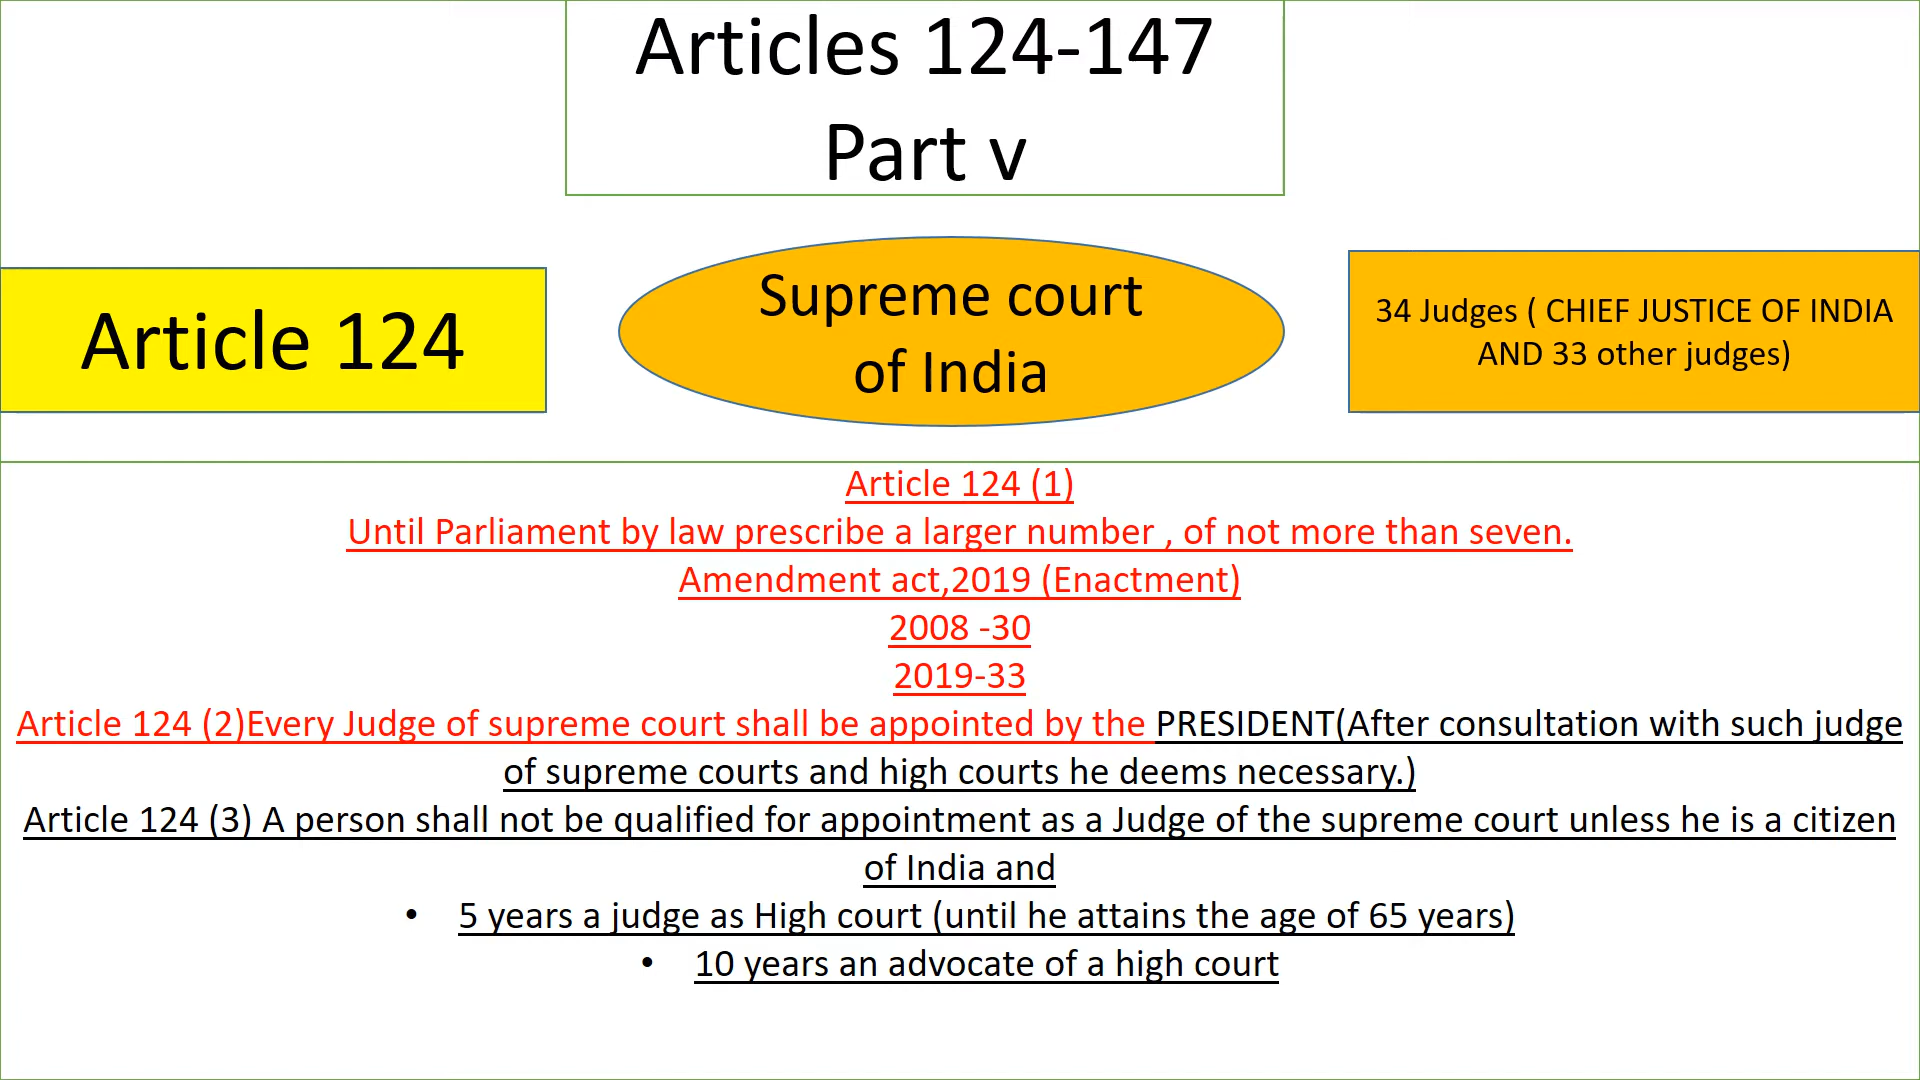 Articles 124-147
Part v
Article 124
Supreme court
of India
34 Judges ( CHIEF JUSTICE OF INDIA
AND 33 other judges)
Article 124 (1)
Until Parliament by law prescribe a larger number , of not more than seven.
Amendment act,2019 (Enactment)
2008 -30
2019-33
Article 124 (2)Every Judge of supreme court shall be appointed by the PRESIDENT(After consultation with such judge
of supreme courts and high courts he deems necessary.)
Article 124 (3) A person shall not be qualified for appointment as a Judge of the supreme court unless he is a citizen
of India and
• 5 years a judge as High court (until he attains the age of 65 years)
• 10 years an advocate of a high court